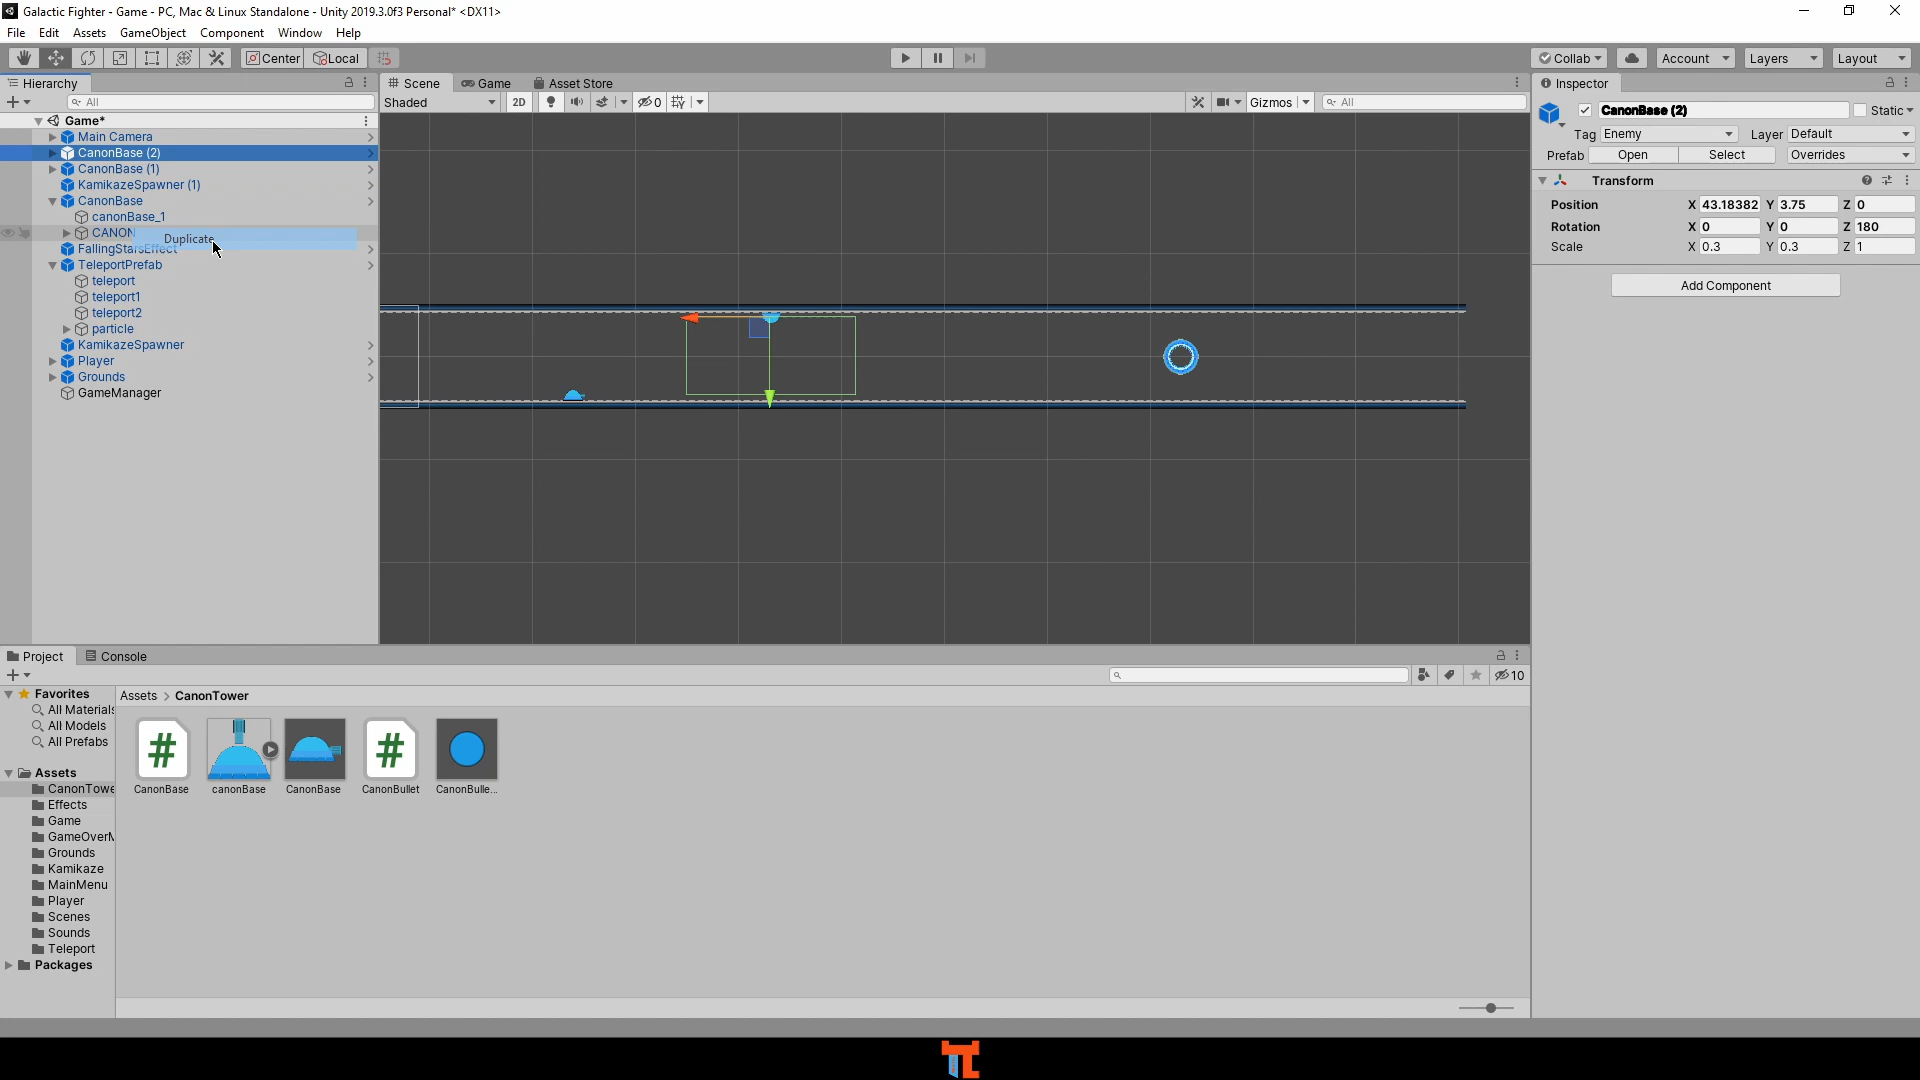 Galactic Fighter - Game - PC, Mac & Linux Standalone - Unity 2019.3.0f3 Personal* <DX11>
File Edit Assets GameObject Component Window Help
Center Local Collab Account Layers Layout
Hierarchy
All
Game*
Main Camera
CanonBase (2)
CanonBase (1)
KamikazeSpawner (1)
CanonBase
canonBase_1
CANON
Duplicate
FallingStarsEffect
TeleportPrefab
teleport
teleport1
teleport2
particle
KamikazeSpawner
Player
Grounds
GameManager
Scene Game Asset Store
Shaded 2D 0 Gizmos All
Inspector
CanonBase (2) Static
Tag Enemy Layer Default
Prefab Open Select Overrides
Transform
Position X 43.18382 Y 3.75 Z 0
Rotation X 0 Y 0 Z 180
Scale X 0.3 Y 0.3 Z 1
Add Component
Project Console
10
Favorites
All Materials
All Models
All Prefabs
Assets
CanonTowe
Effects
Game
GameOverM
Grounds
Kamikaze
MainMenu
Player
Scenes
Sounds
Teleport
Packages
Assets > CanonTower
CanonBase canonBase CanonBase CanonBullet CanonBulle...